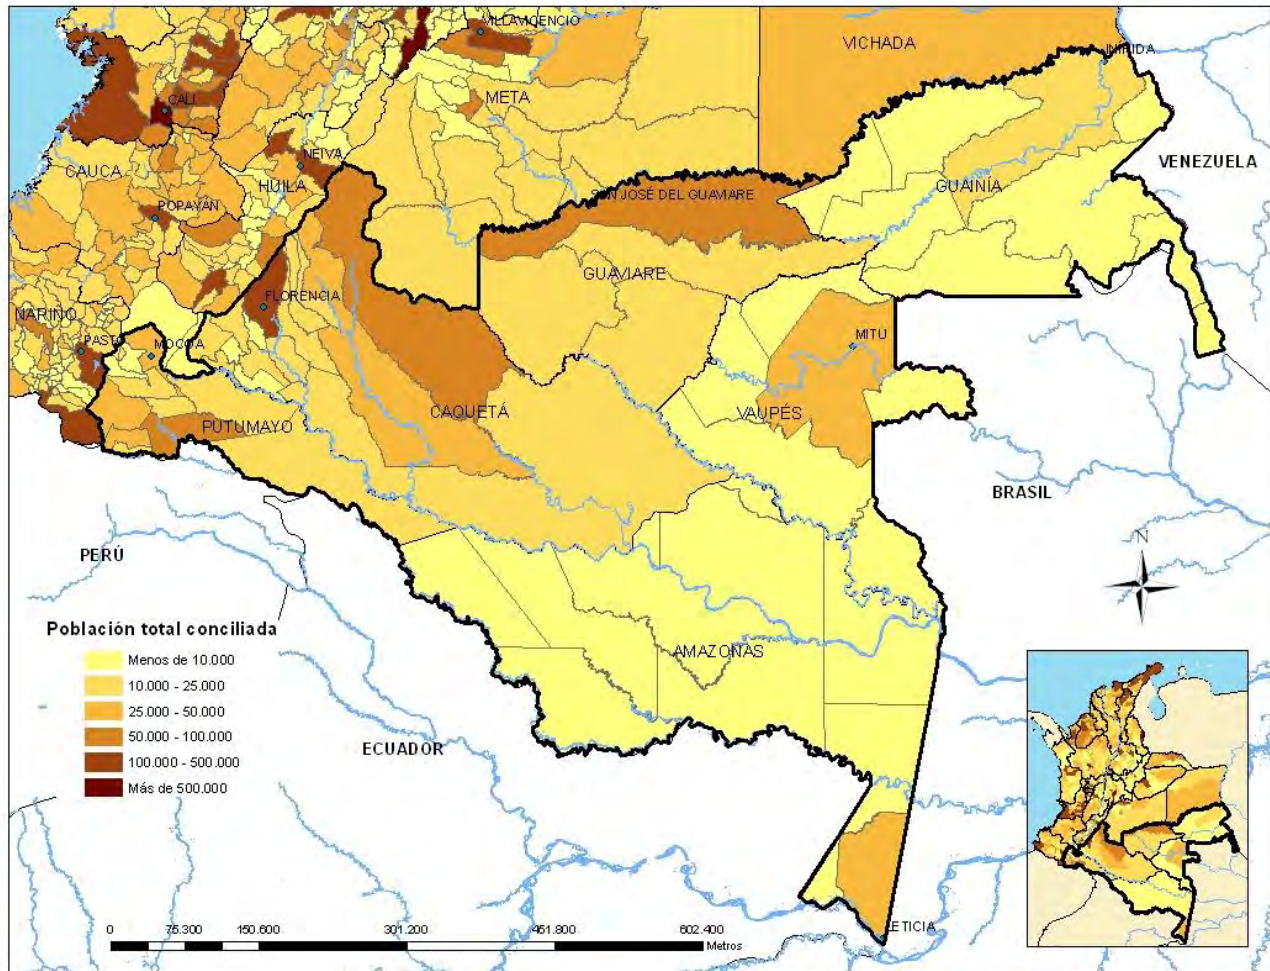 VILLAVICENCIO
VICHADA
INIRIDA
META
CALI
VENEZUELA
NEIVA
CAUCA
HUILA
GUAINÍA
SAN JOSÉ DEL GUAVIARE
POPAYÁN
GUAVIARE
FLORENCIA
NARIÑO
MITU
PASTO
MOCOA
CAQUETÁ
VAUPÉS
PUTUMAYO
BRASIL
N
PERÚ
Población total conciliada
Menos de 10.000
10.000 - 25.000
25.000 - 50.000
50.000 - 100.000
100.000 - 500.000
Más de 500.000
AMAZONAS
ECUADOR
LETICIA
0 75.300 150.600 301.200 451.800 602.400
Metros